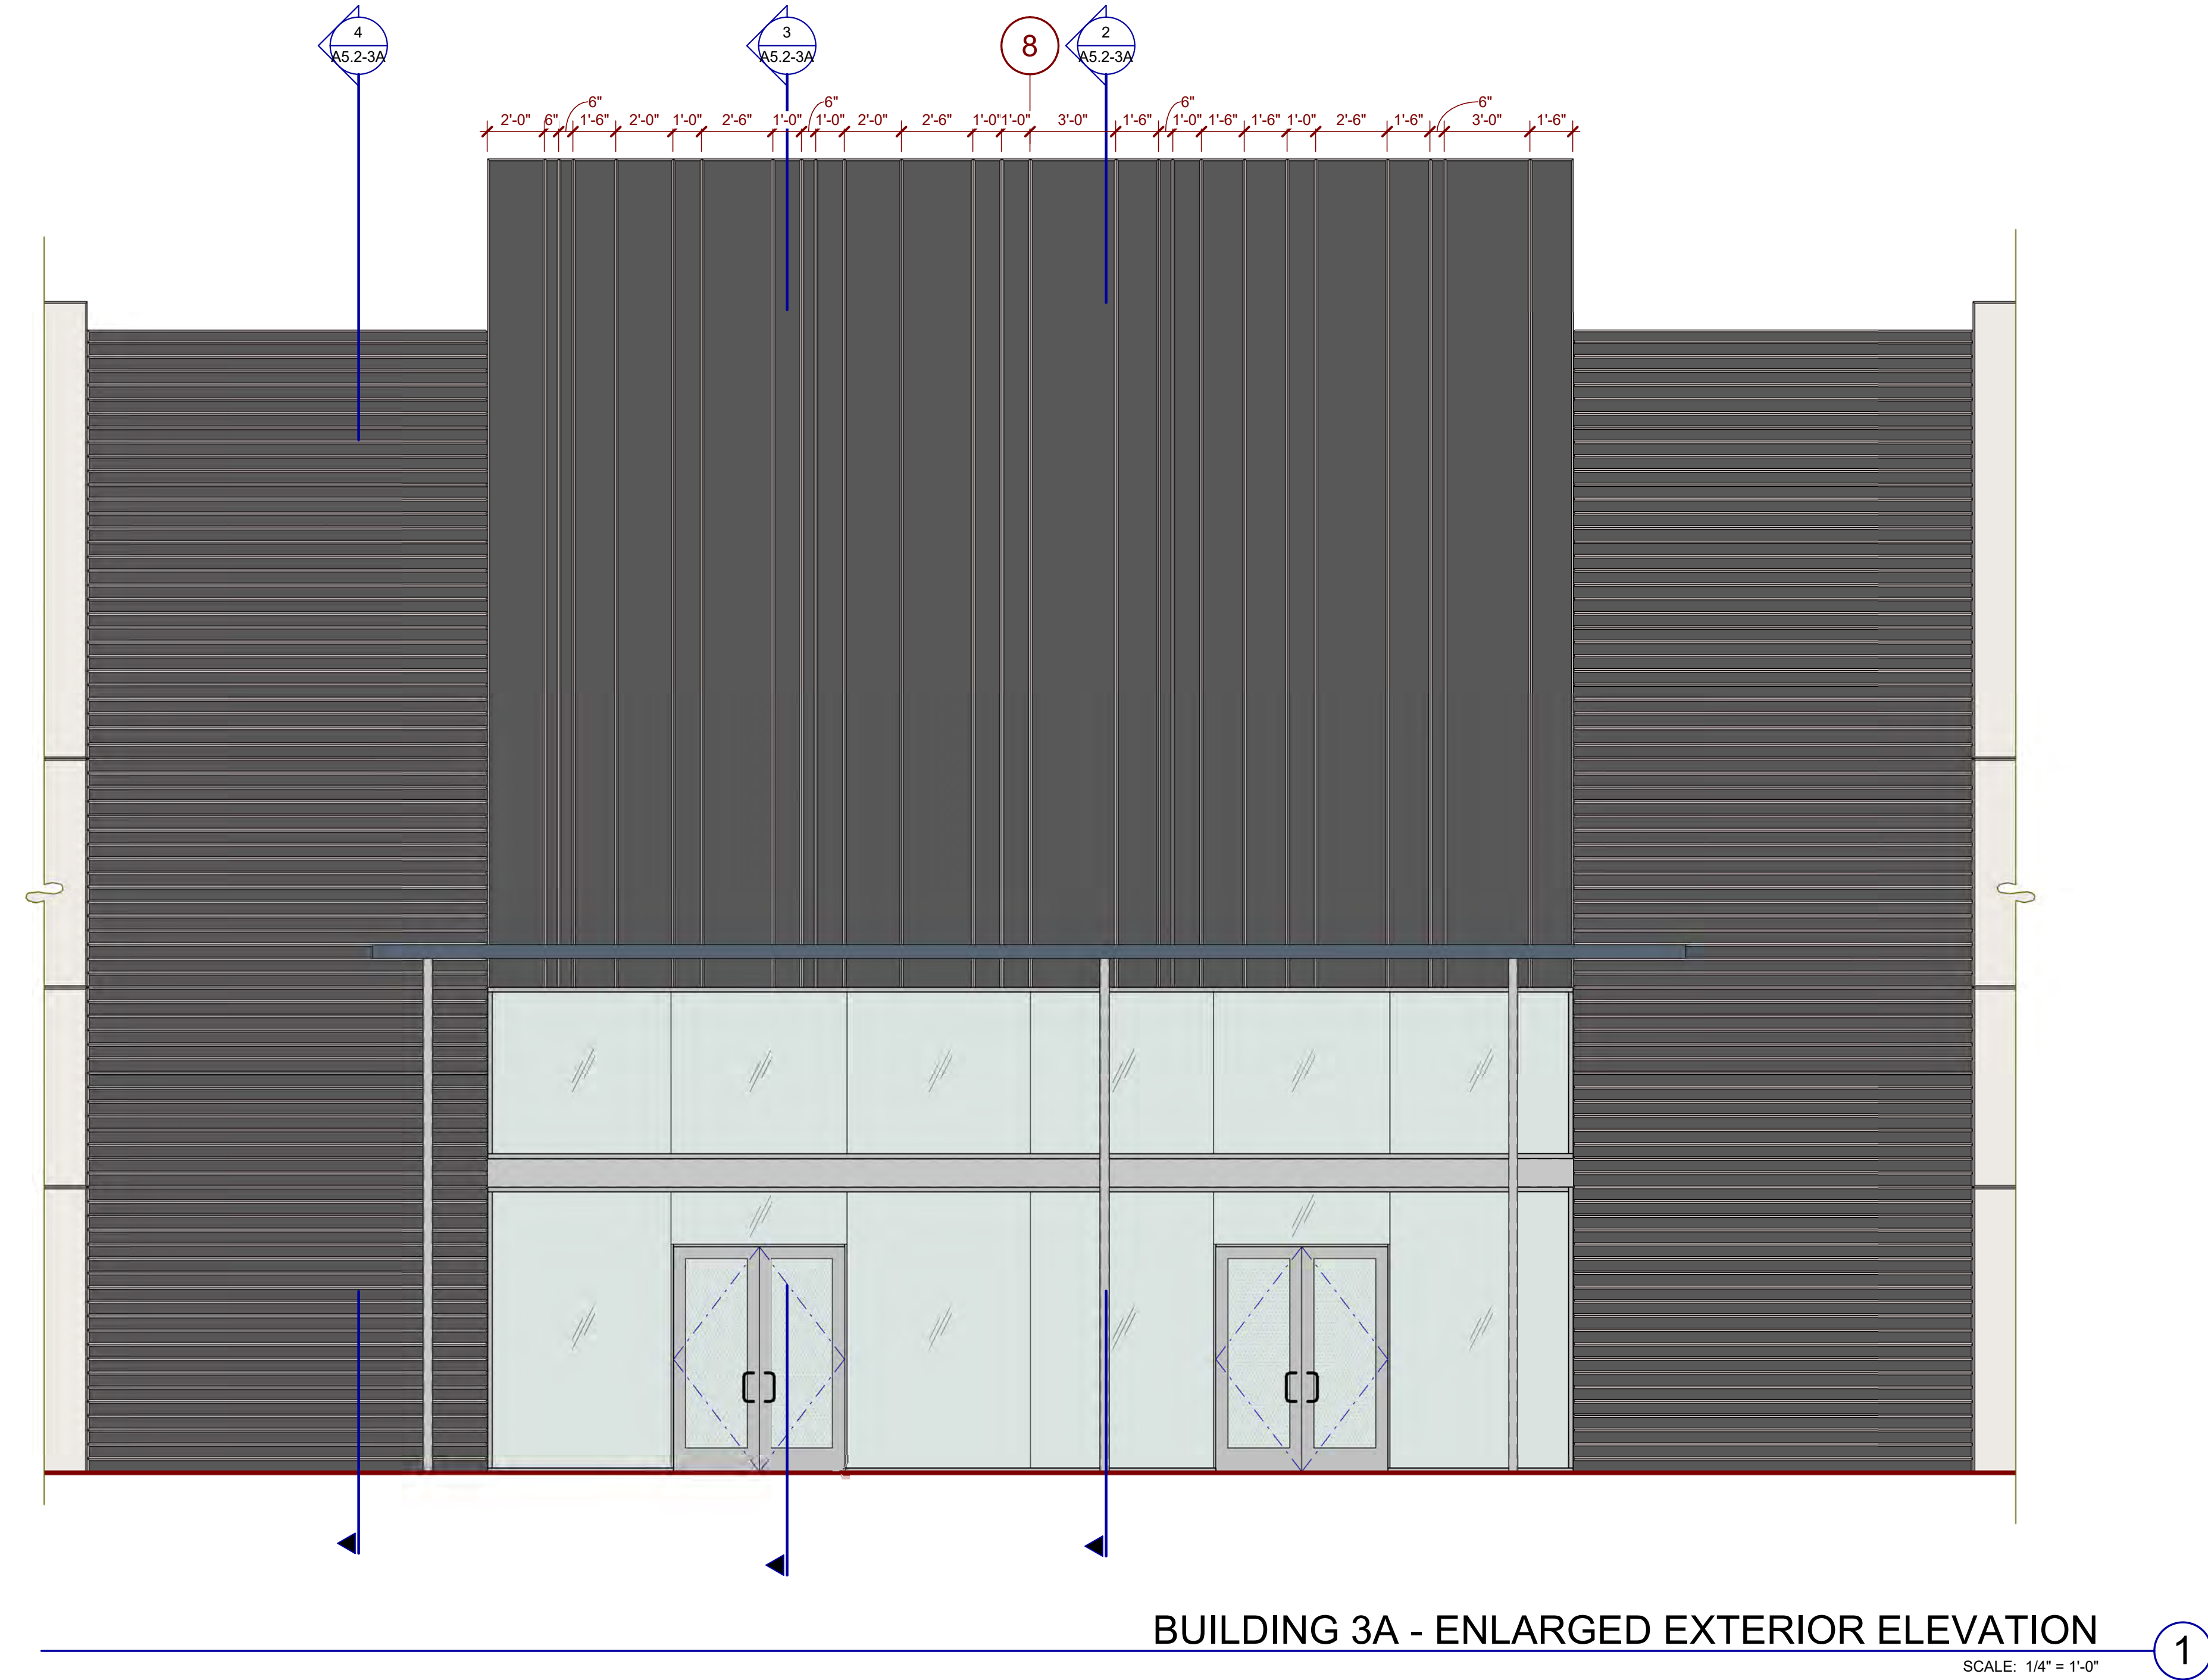 4
A5.2-3A
3
A5.2-3A
8
2
A5.2-3A
6" 6" 6" 6"
2'-0" 6" 1'-6" 2'-0" 1'-0" 2'-6" 1'-0" 1'-0" 2'-0" 2'-6" 1'-0" 1'-0" 3'-0" 1'-6" 1'-0" 1'-6" 1'-6" 1'-0" 2'-6" 1'-6" 3'-0" 1'-6"
BUILDING 3A - ENLARGED EXTERIOR ELEVATION
1
SCALE: 1/4" = 1'-0"